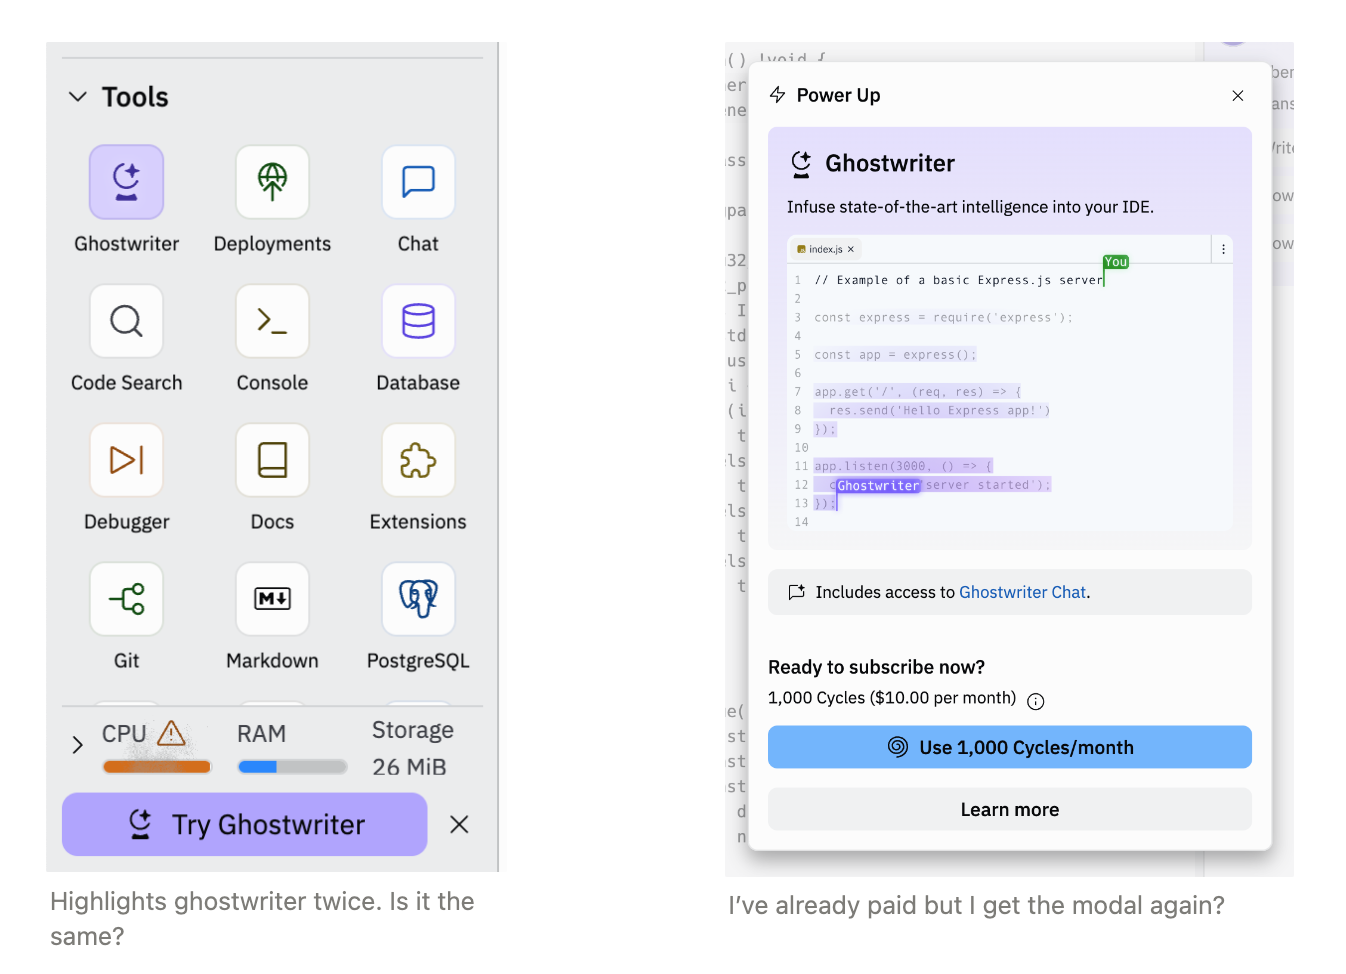 Tools
Ghostwriter Deployments Chat
Code Search Console Database
Debugger Docs Extensions
Git Markdown PostgreSQL
CPU RAM Storage
26 MiB
Try Ghostwriter
Highlights ghostwriter twice. Is it the
same?
() !void {
Power Up
Ghostwriter
Infuse state-of-the-art intelligence into your IDE.
index.js
You
1 // Example of a basic Express.js server
2
3 const express = require('express');
4
5 const app = express();
6
7 app.get('/', (req, res) => {
8 res.send('Hello Express app!')
9 });
10
11 app.listen(3000, () => {
12 c Ghostwriter server started');
13 });
14
Includes access to Ghostwriter Chat.
Ready to subscribe now?
1,000 Cycles ($10.00 per month)
Use 1,000 Cycles/month
Learn more
I've already paid but I get the modal again?